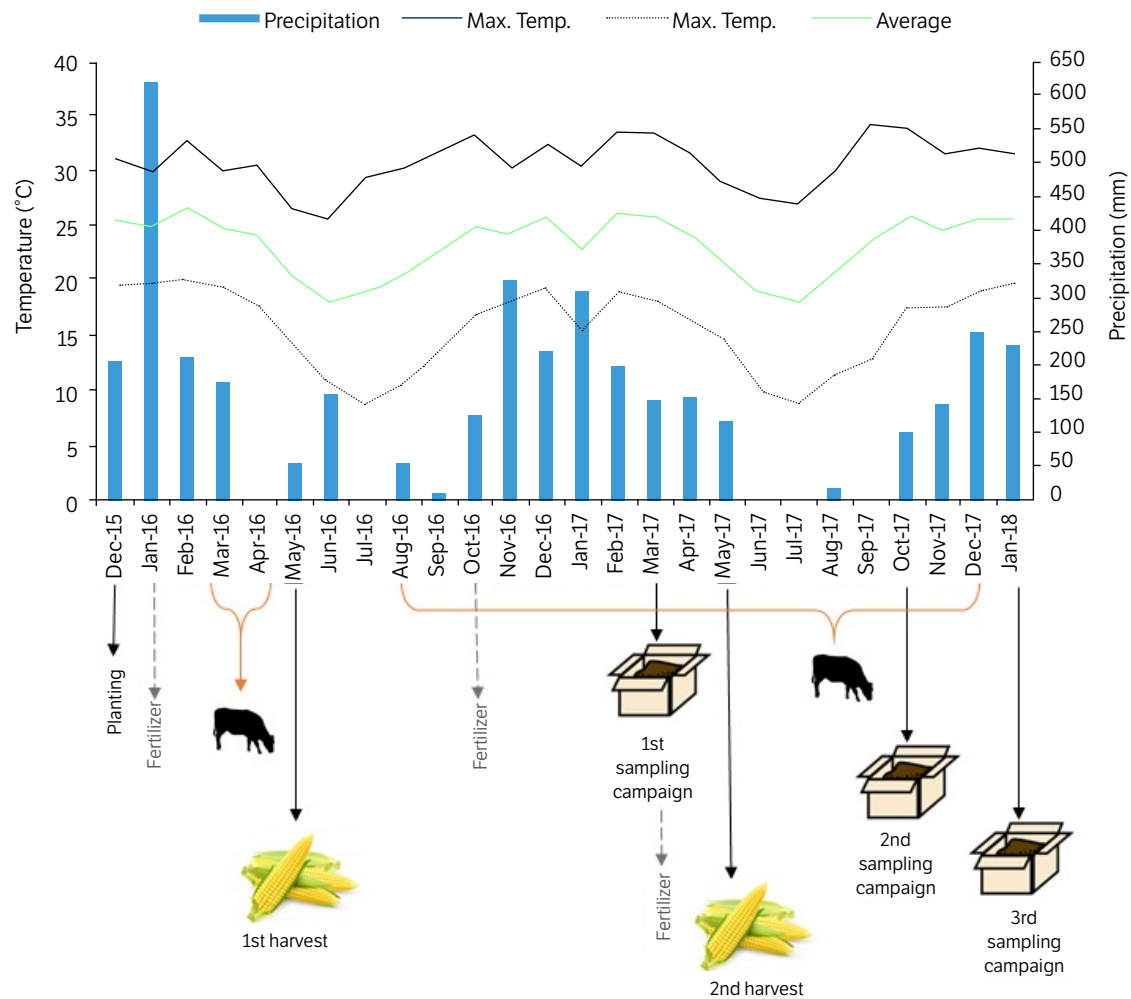 Precipitation Max. Temp. Max. Temp. Average
Temperature (˚C)
40
35
30
25
20
15
10
5
0
650
600
550
500
450
400
350
300
250
200
150
100
50
0
Precipitation (mm)
Dec-15
Jan-16
Feb-16
Mar-16
Apr-16
May-16
Jun-16
Jul-16
Aug-16
Sep-16
Oct-16
Nov-16
Dec-16
Jan-17
Feb-17
Mar-17
Apr-17
May-17
Jun-17
Jul-17
Aug-17
Sep-17
Oct-17
Nov-17
Dec-17
Jan-18
Planting
Fertilizer
1st harvest
Fertilizer
1st
sampling
campaign
Fertilizer
2nd harvest
2nd
sampling
campaign
3rd
sampling
campaign